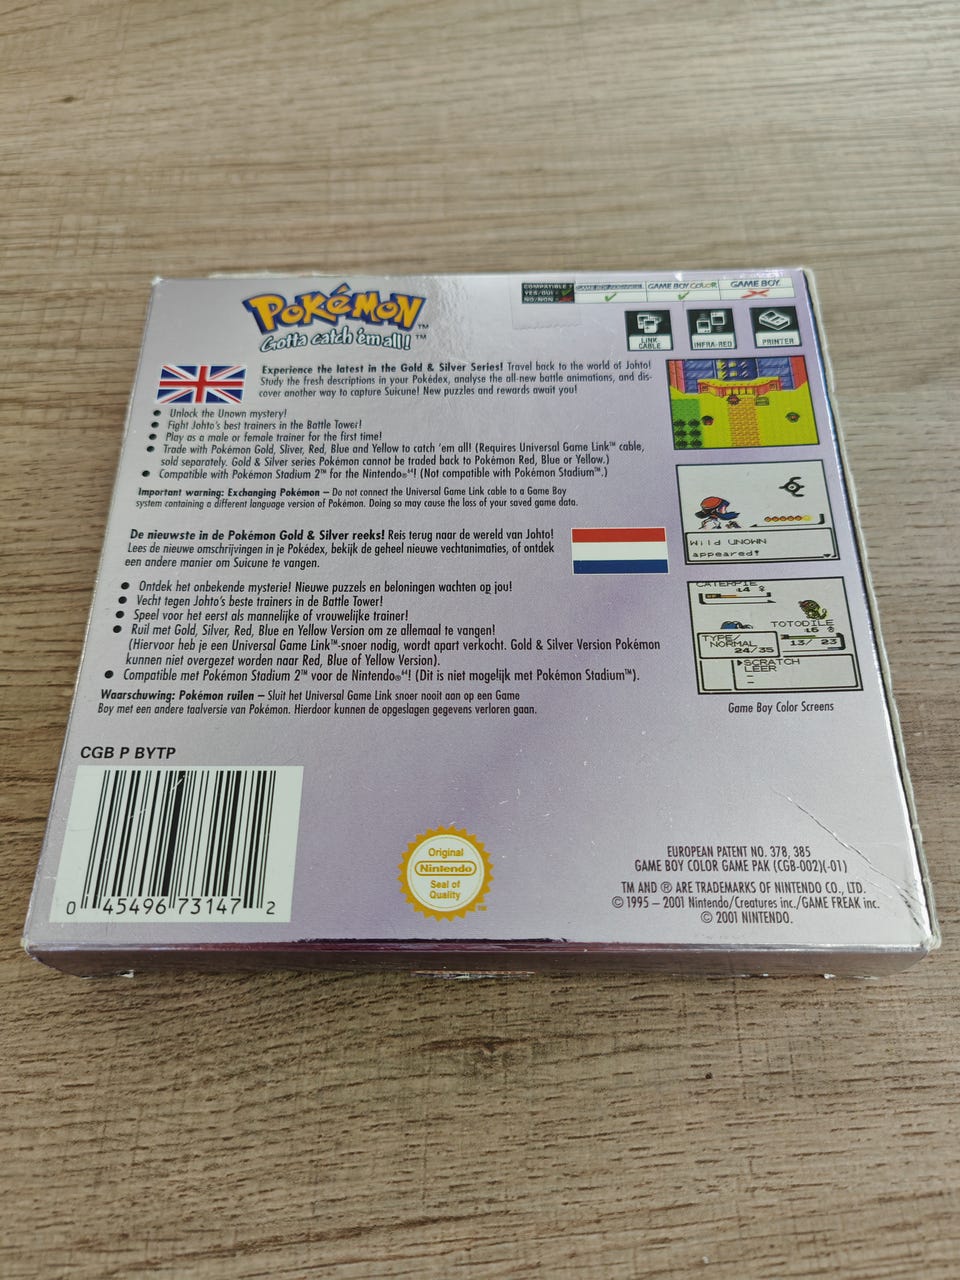 POKéMON™
Gotta catch 'em all!™
COMPATIBLE?
YES/OUI -
NO/NON -
GAME BOY ADVANCE
GAME BOY COLOR
GAME BOY
LINK
CABLE
INFRA-RED
PRINTER
Experience the latest in the Gold & Silver Series! Travel back to the world of Johto!
Study the fresh descriptions in your Pokédex, analyse the all-new battle animations, and dis-
cover another way to capture Suicune! New puzzles and rewards await you!
• Unlock the Unown mystery!
• Fight Johto's best trainers in the Battle Tower!
• Play as a male or female trainer for the first time!
• Trade with Pokémon Gold, Sliver, Red, Blue and Yellow to catch 'em all! (Requires Universal Game Link™ cable,
sold separately. Gold & Silver series Pokémon cannot be traded back to Pokémon Red, Blue or Yellow.)
• Compatible with Pokémon Stadium 2™ for the Nintendo®⁶⁴! (Not compatible with Pokémon Stadium™.)
Important warning: Exchanging Pokémon – Do not connect the Universal Game Link cable to a Game Boy
system containing a different language version of Pokémon. Doing so may cause the loss of your saved game data.
De nieuwste in de Pokémon Gold & Silver reeks! Reis terug naar de wereld van Johto!
Lees de nieuwe omschrijvingen in je Pokédex, bekijk de geheel nieuwe vechtanimaties, of ontdek
een andere manier om Suicune te vangen.
• Ontdek het onbekende mysterie! Nieuwe puzzels en beloningen wachten op jou!
• Vecht tegen Johto's beste trainers in de Battle Tower!
• Speel voor het eerst als mannelijke of vrouwelijke trainer!
• Ruil met Gold, Silver, Red, Blue en Yellow Version om ze allemaal te vangen!
(Hiervoor heb je een Universal Game Link™-snoer nodig, wordt apart verkocht. Gold & Silver Version Pokémon
kunnen niet overgezet worden naar Red, Blue of Yellow Version).
• Compatibel met Pokémon Stadium 2™ voor de Nintendo®⁶⁴! (Dit is niet mogelijk met Pokémon Stadium™).
Waarschuwing: Pokémon ruilen – Sluit het Universal Game Link snoer nooit aan op een Game
Boy met een andere taalversie van Pokémon. Hierdoor kunnen de opgeslagen gegevens verloren gaan.
Wild UNOWN
appeared!
CATERPIE
:4♀
TOTODILE
:6♂
13/ 23
TYPE/
NORMAL
24/35
▶SCRATCH
LEER
–
–
Game Boy Color Screens
CGB P BYTP
0 45496 73147 2
Original
Nintendo
Seal of
Quality
™
EUROPEAN PATENT NO. 378, 385
GAME BOY COLOR GAME PAK (CGB-002)(-01)
TM AND ® ARE TRADEMARKS OF NINTENDO CO., LTD.
© 1995 – 2001 Nintendo/Creatures inc./GAME FREAK inc.
© 2001 NINTENDO.